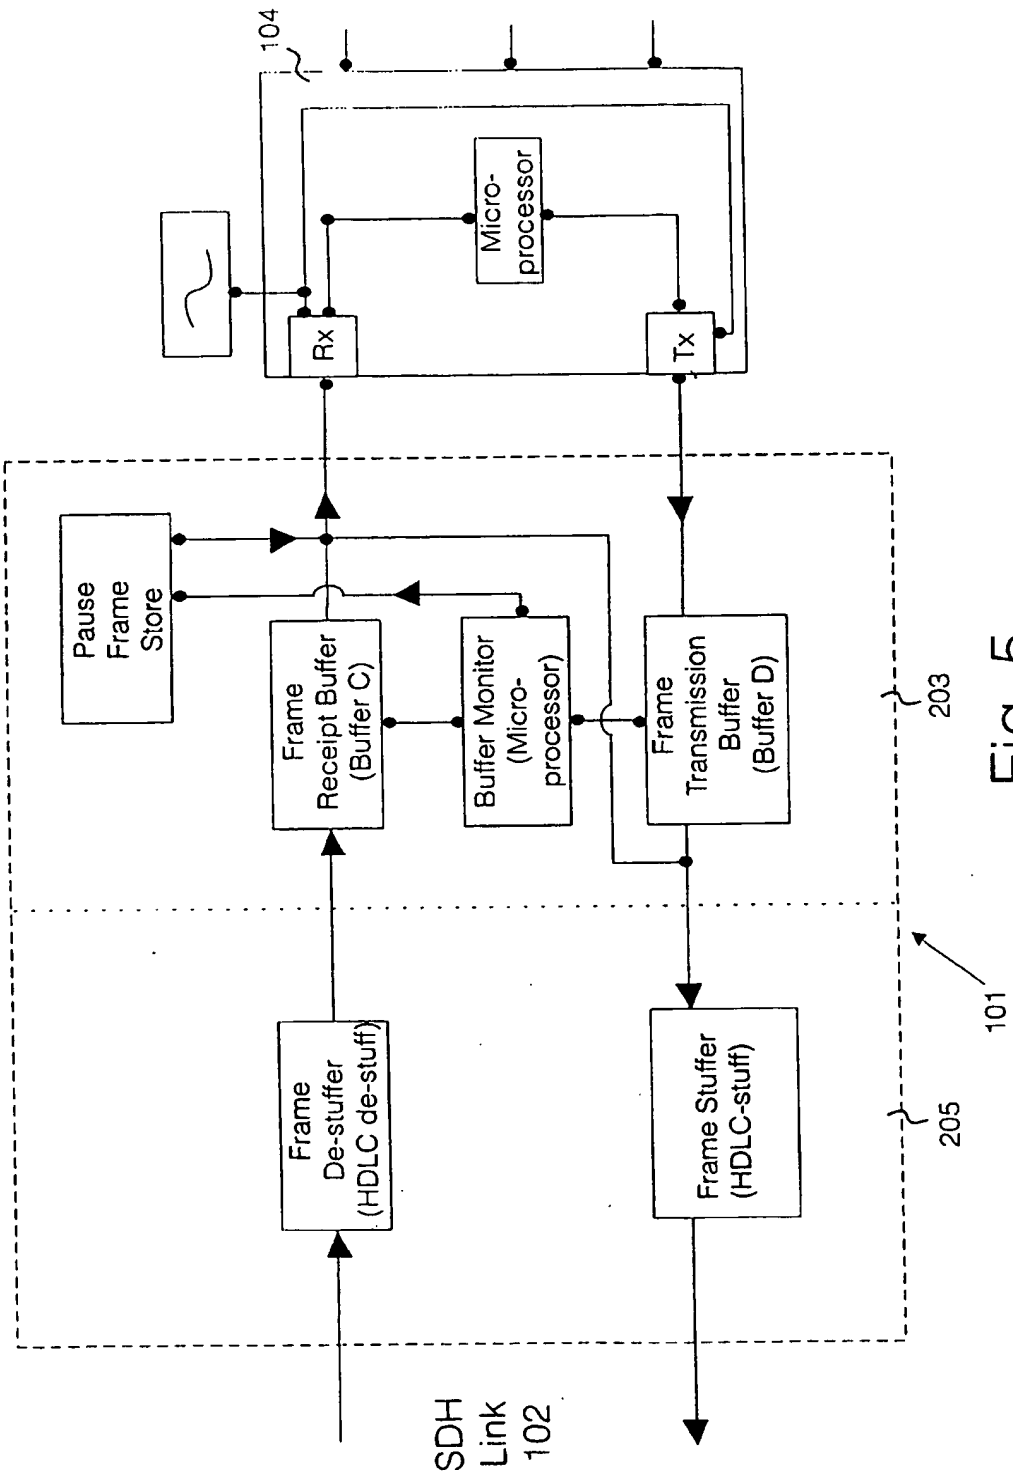 SDH
Link
102
Frame
De-stuffer
(HDLC de-stuff)
Frame Stuffer
(HDLC-stuff)
205
101
Pause
Frame
Store
Frame
Receipt Buffer
(Buffer C)
Buffer Monitor
(Micro-
processor)
Frame
Transmission
Buffer
(Buffer D)
203
Rx
Tx
Micro-
processor
104
Fig. 5